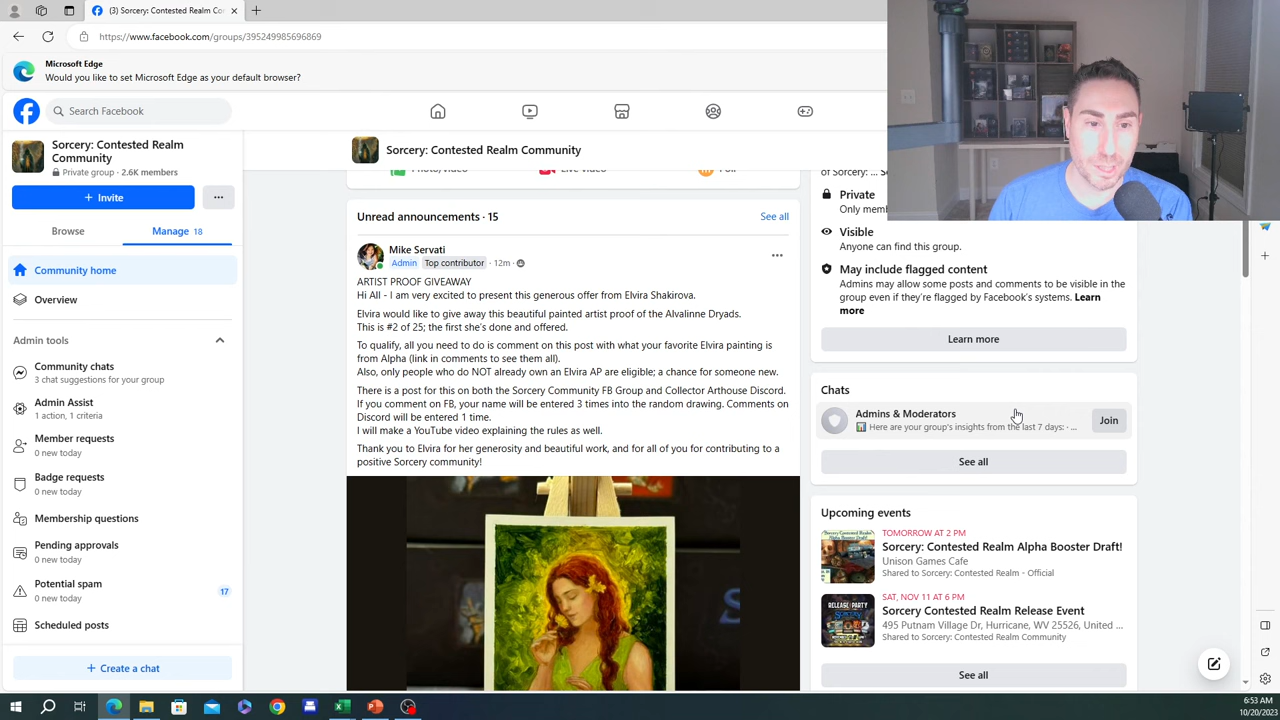 (3) Sorcery: Contested Realm Co
https://www.facebook.com/groups/395249985696869
Microsoft Edge
Would you like to set Microsoft Edge as your default browser?
Search Facebook
Sorcery: Contested Realm
Community
Private group · 2.6K members
+ Invite
Browse
Manage 18
Community home
Overview
Admin tools
Community chats
3 chat suggestions for your group
Admin Assist
1 action, 1 criteria
Member requests
0 new today
Badge requests
0 new today
Membership questions
Pending approvals
0 new today
Potential spam
0 new today
17
Scheduled posts
+ Create a chat
Sorcery: Contested Realm Community
Photo/video
Live video
Poll
Unread announcements · 15
See all
Mike Servati
Admin Top contributor · 12m ·
ARTIST PROOF GIVEAWAY
Hi All - I am very excited to present this generous offer from Elvira Shakirova.
Elvira would like to give away this beautiful painted artist proof of the Alvalinne Dryads.
This is #2 of 25; the first she's done and offered.
To qualify, all you need to do is comment on this post with what your favorite Elvira painting is
from Alpha (link in comments to see them all).
Also, only people who do NOT already own an Elvira AP are eligible; a chance for someone new.
There is a post for this on both the Sorcery Community FB Group and Collector Arthouse Discord.
If you comment on FB, your name will be entered 3 times into the random drawing. Comments on
Discord will be entered 1 time.
I will make a YouTube video explaining the rules as well.
Thank you to Elvira for her generosity and beautiful work, and for all of you for contributing to a
positive Sorcery community!
of Sorcery: ...
Private
Only
Visible
Anyone can find this group.
May include flagged content
Admins may allow some posts and comments to be visible in the
group even if they're flagged by Facebook's systems. Learn
more
Learn more
Chats
Admins & Moderators
Here are your group's insights from the last 7 days: · ...
Join
See all
Upcoming events
TOMORROW AT 2 PM
Sorcery: Contested Realm Alpha Booster Draft!
Unison Games Cafe
Shared to Sorcery: Contested Realm - Official
RELEASE PARTY
SAT, NOV 11 AT 6 PM
Sorcery Contested Realm Release Event
495 Putnam Village Dr, Hurricane, WV 25526, United ...
Shared to Sorcery: Contested Realm Community
See all
6:53 AM
10/20/2023